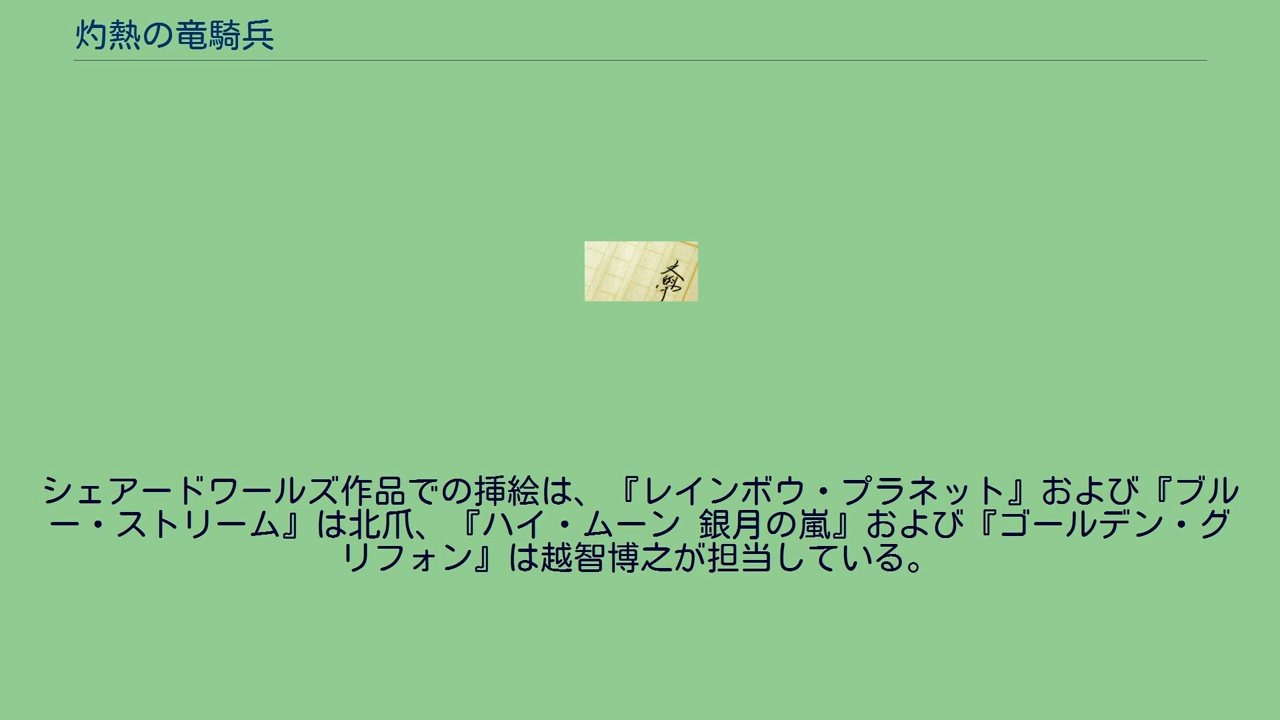 灼熱の竜騎兵
シェアードワールズ作品での挿絵は、『レインボウ・プラネット』および『ブル
ー・ストリーム』は北爪、『ハイ・ムーン 銀月の嵐』および『ゴールデン・グ
リフォン』は越智博之が担当している。